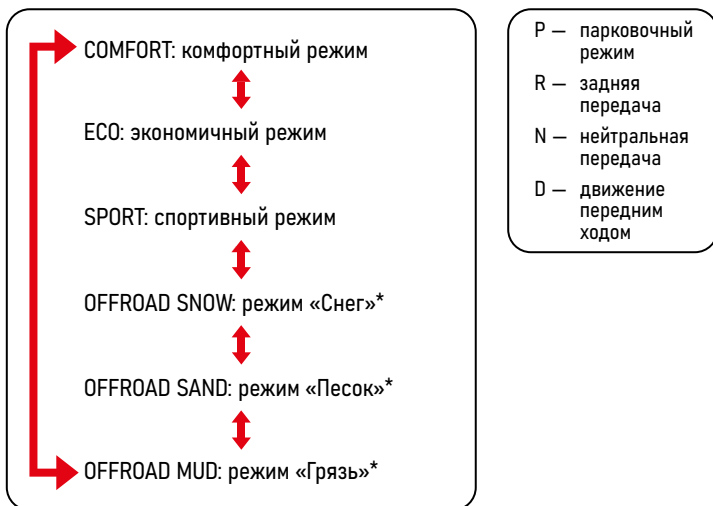 COMFORT: комфортный режим
ECO: экономичный режим
SPORT: спортивный режим
OFFROAD SNOW: режим «Снег»*
OFFROAD SAND: режим «Песок»*
OFFROAD MUD: режим «Грязь»*
P — парковочный
режим
R — задняя
передача
N — нейтральная
передача
D — движение
передним
ходом